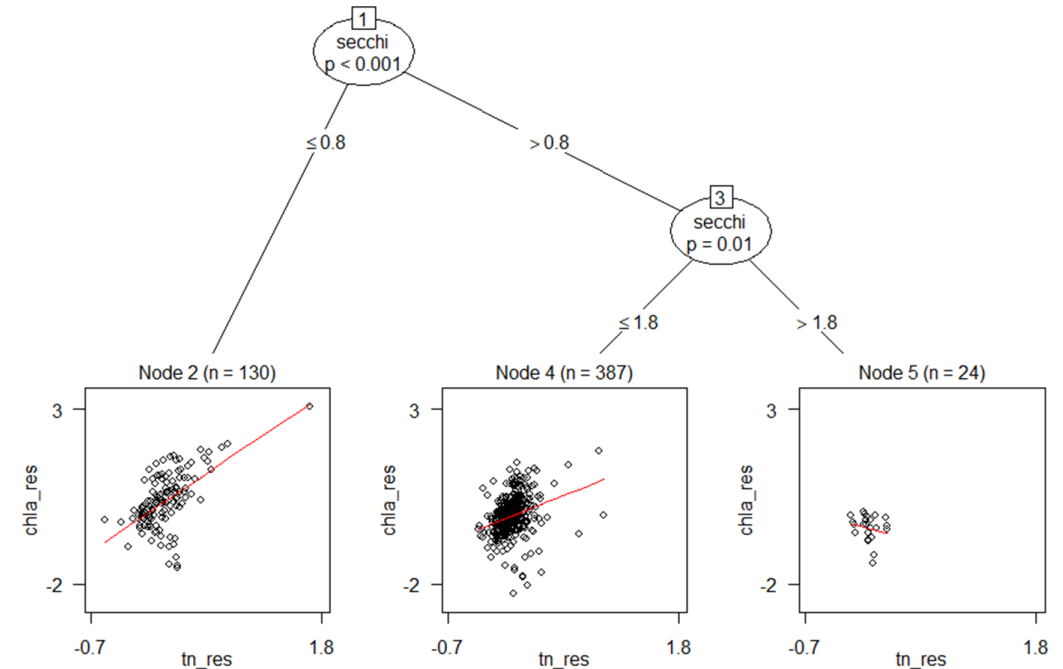 1
secchi
p < 0.001
≤ 0.8
> 0.8
3
secchi
p = 0.01
≤ 1.8
> 1.8
Node 2 (n = 130)
Node 4 (n = 387)
Node 5 (n = 24)
3
-2
chla_res
-0.7
1.8
tn_res
3
-2
chla_res
-0.7
1.8
tn_res
3
-2
chla_res
-0.7
1.8
tn_res